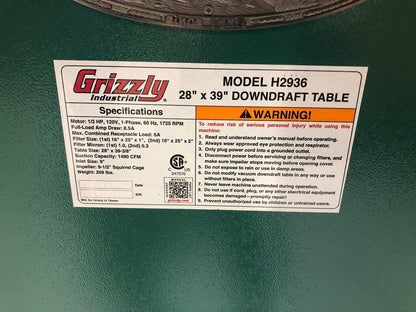 Grizzly
Industrial®
MODEL H2936
28" x 39" DOWNDRAFT TABLE
Specifications
Motor: 1/2 HP, 120V, 1-Phase, 60 Hz, 1725 RPM
Full-Load Amp Draw: 8.5A
Max. Combined Receptacle Load: 6A
Filter Size: (1st) 16" x 25" x 1", (2nd) 16" x 25" x 2"
Filter Micron: (1st) 1.0, (2nd) 0.3
Table Size: 28" x 39-3/8"
Suction Capacity: 1490 CFM
Inlet Size: 9"
Impeller: 9-1/2" Squirrel Cage
Weight: 209 lbs.
Date
S/N
Mfd. for Grizzly in Taiwan
US
247570
MANUAL
grizzly.com
WARNING!
To reduce risk of serious personal injury while using this machine:
1. Read and understand owner's manual before operating.
2. Always wear approved eye protection and respirator.
3. Only plug power cord into a grounded outlet.
4. Disconnect power before servicing or changing filters, and
make sure impeller stops moving before opening cover.
5. Do not expose to rain or use in damp areas.
6. Do not modify vacuum downdraft table in any way or use
without filters in place.
7. Never leave machine unattended during operation.
8. Do not use if cord, plug, or any other electrical equipment
becomes damaged—promptly repair!
9. Prevent unauthorized use by children or untrained users.